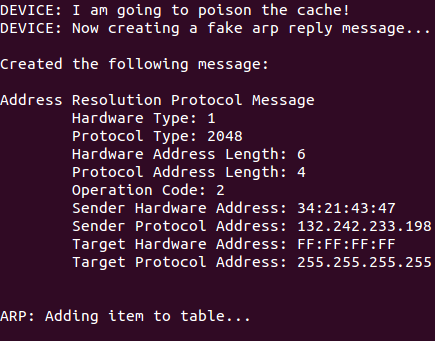 DEVICE: I am going to poison the cache!
DEVICE: Now creating a fake arp reply message...
Created the following message:
Address Resolution Protocol Message
Hardware Type: 1
Protocol Type: 2048
Hardware Address Length: 6
Protocol Address Length: 4
Operation Code: 2
Sender Hardware Address: 34:21:43:47
Sender Protocol Address: 132.242.233.198
Target Hardware Address: FF:FF:FF:FF
Target Protocol Address: 255.255.255.255
ARP: Adding item to table...